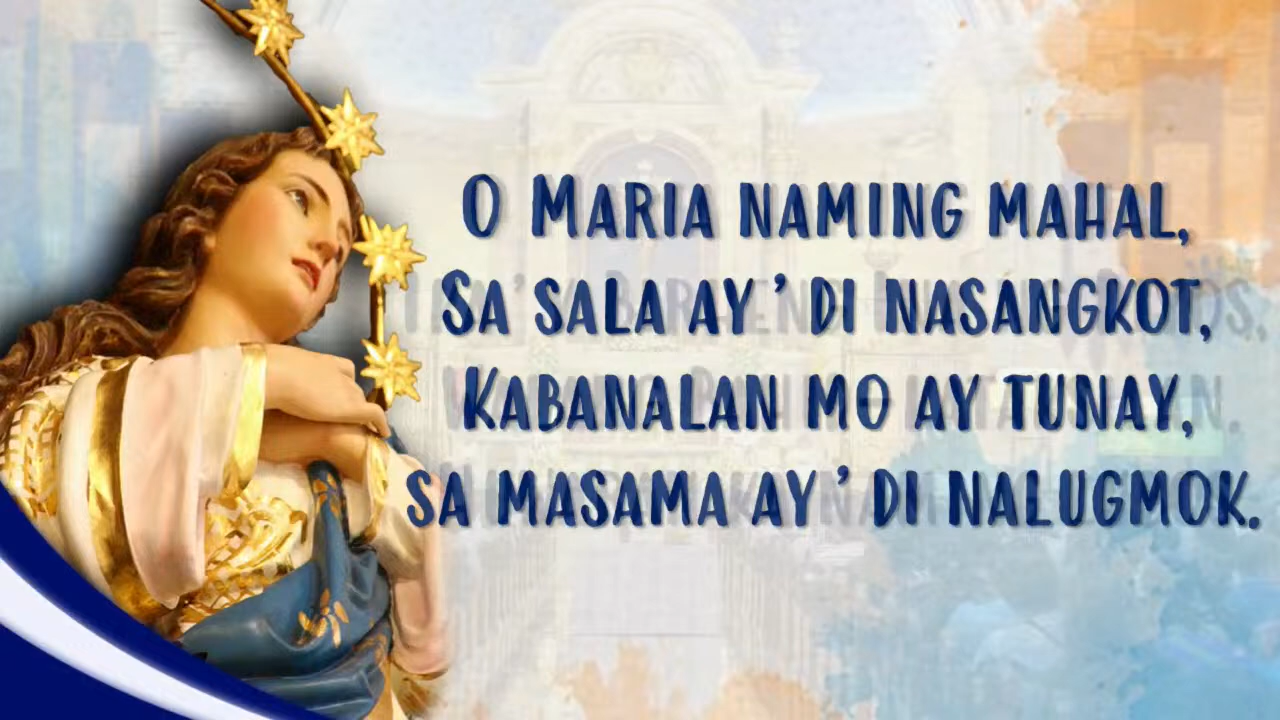 O MARIA NAMING MAHAL,
SA'SALA AY' DI NASANGKOT,
KABANALAN MO AY TUNAY,
SA MASAMA AY' DI NALUGMOK.